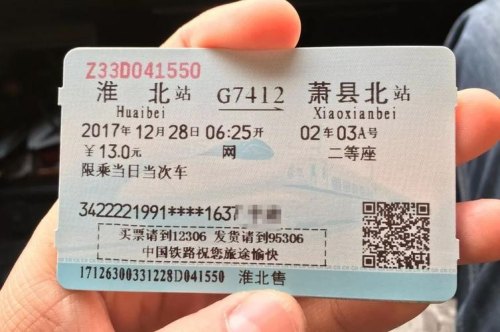 Z33D041550
淮北站 G7412 萧县北站
Huaibei Xiaoxianbei
2017年12月28日06:25开 02车03A号
¥13.0元 网 二等座
限乘当日当次车
3422221991****1637
买票请到12306 发货请到95306
中国铁路祝您旅途愉快
17126300331228D041550 淮北售